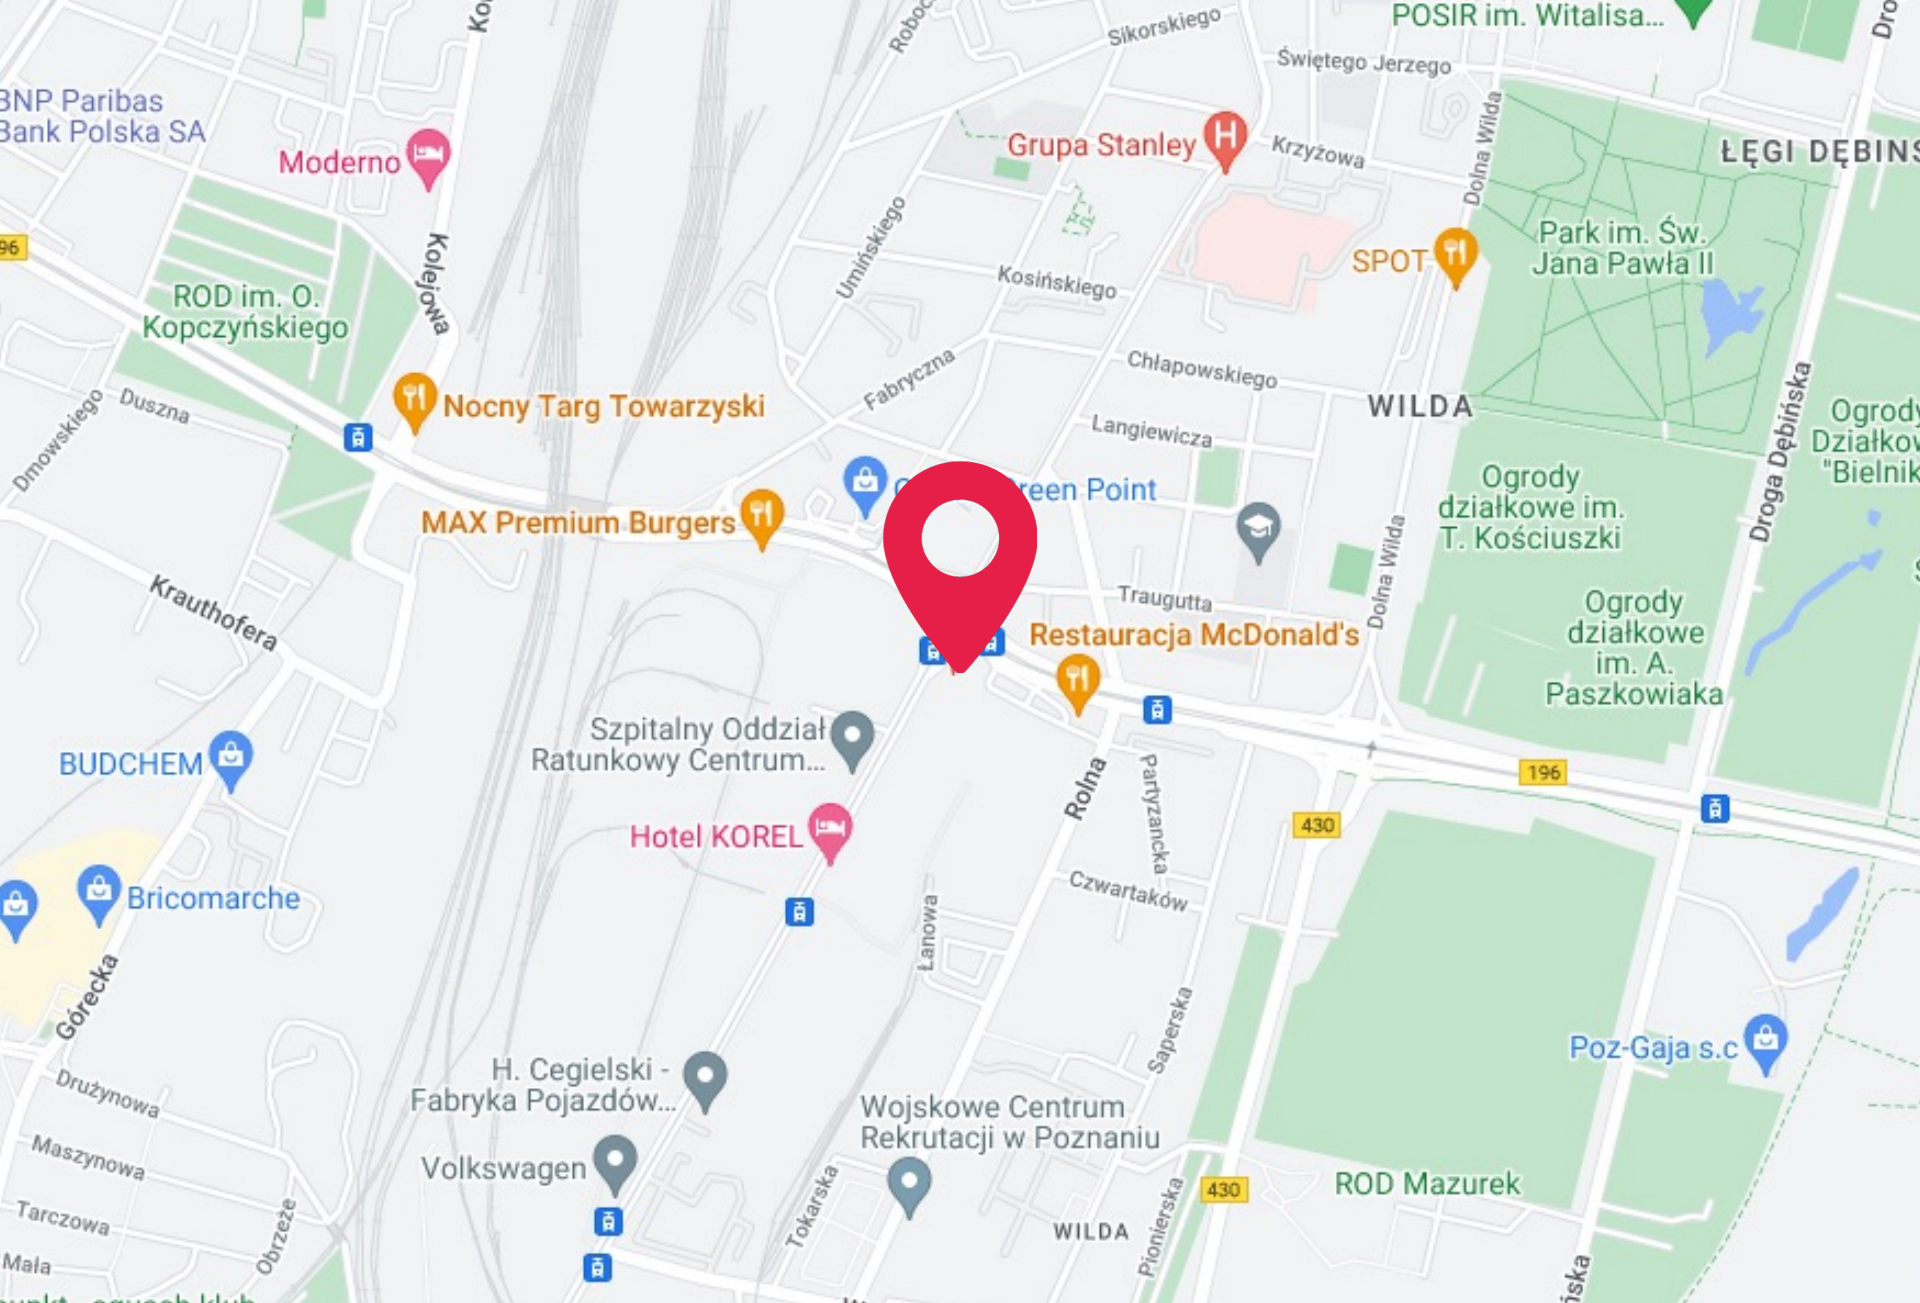 POSIR im. Witalisa...
Sikorskiego
Świętego Jerzego
BNP Paribas
Bank Polska SA
Moderno
Grupa Stanley
Krzyżowa
Dolna Wilda
ŁĘGI DĘBIŃS
196
Kolejowa
Umińskiego
Kosińskiego
SPOT
Park im. Św.
Jana Pawła II
ROD im. O.
Kopczyńskiego
Duszna
Dmowskiego
Nocny Targ Towarzyski
Fabryczna
Chłapowskiego
WILDA
Langiewicza
Droga Dębińska
Ogrody
Działkow
"Bielnik
Green Point
MAX Premium Burgers
Ogrody
działkowe im.
T. Kościuszki
Dolna Wilda
Krauthofera
Traugutta
Restauracja McDonald's
Ogrody
działkowe
im. A.
Paszkowiaka
Szpitalny Oddział
Ratunkowy Centrum...
BUDCHEM
Rolna
Partyzancka
196
430
Hotel KOREL
Czwartaków
Bricomarche
Łanowa
Górecka
Saperska
Poz-Gaja s.c
H. Cegielski -
Fabryka Pojazdów...
Drużynowa
Wojskowe Centrum
Rekrutacji w Poznaniu
Maszynowa
Volkswagen
Tokarska
Pionierska
430
ROD Mazurek
Tarczowa
Obrzeże
WILDA
Mała